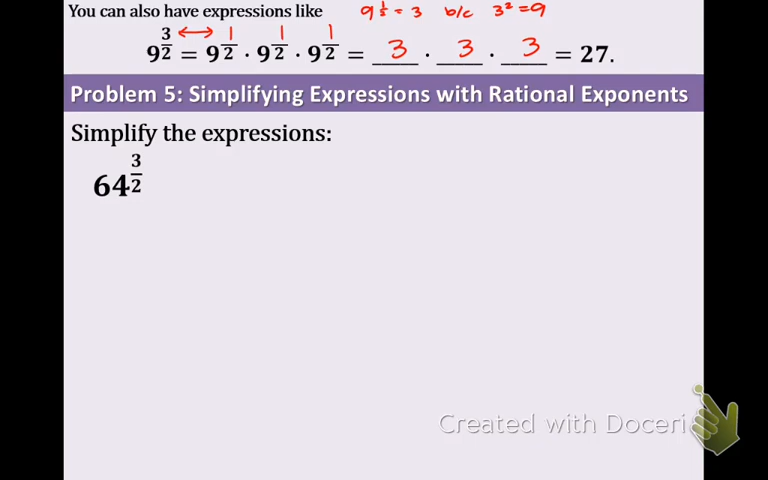 You can also have expressions like 9^{1/2} = 3 b/c 3² = 9
9^{3/2} = 9^{1/2} · 9^{1/2} · 9^{1/2} = 3 · 3 · 3 = 27.
Problem 5: Simplifying Expressions with Rational Exponents
Simplify the expressions:
64^{3/2}
Created with Doceri